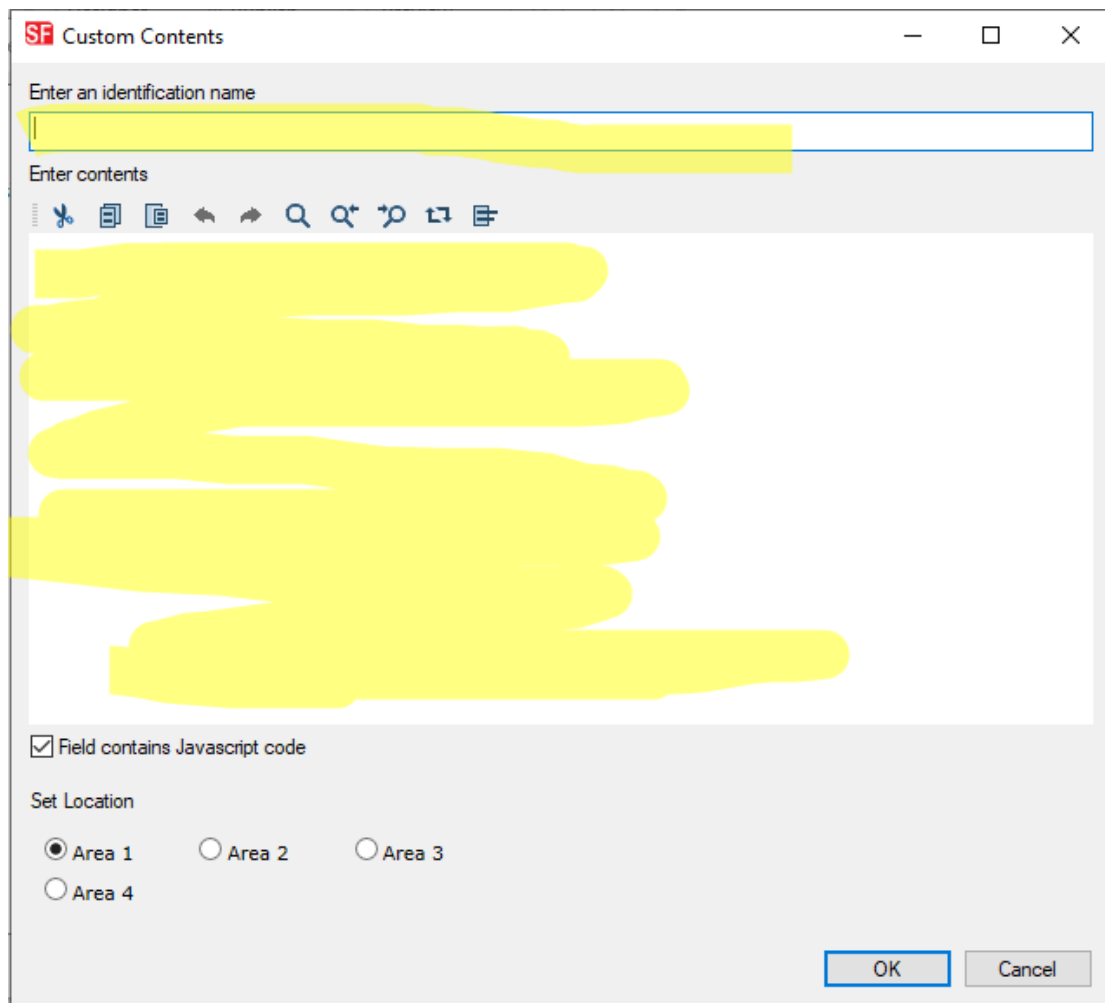 SF Custom Contents
Enter an identification name
Enter contents
Field contains Javascript code
Set Location
Area 1 Area 2 Area 3
Area 4
OK Cancel